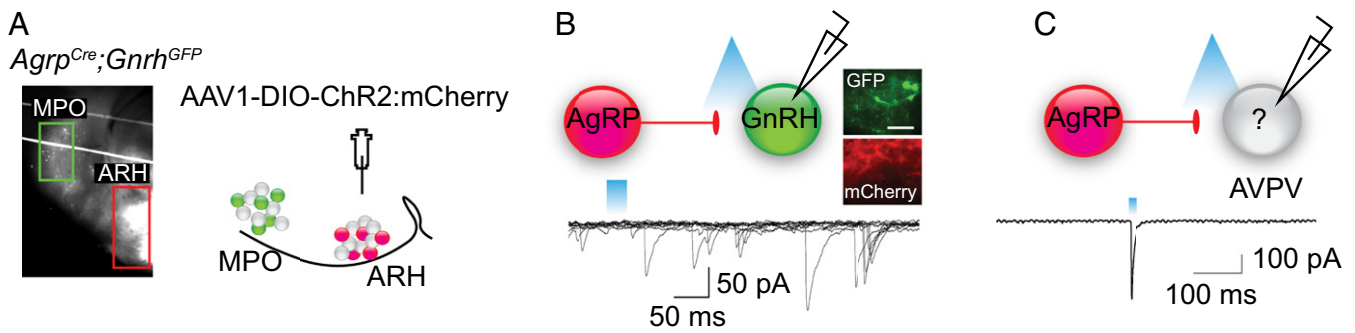 A
Agrp^Cre;Gnrh^GFP
MPO
ARH
AAV1-DIO-ChR2:mCherry
MPO
ARH
B
AgRP
GnRH
GFP
mCherry
50 pA
50 ms
C
AgRP
?
AVPV
100 pA
100 ms